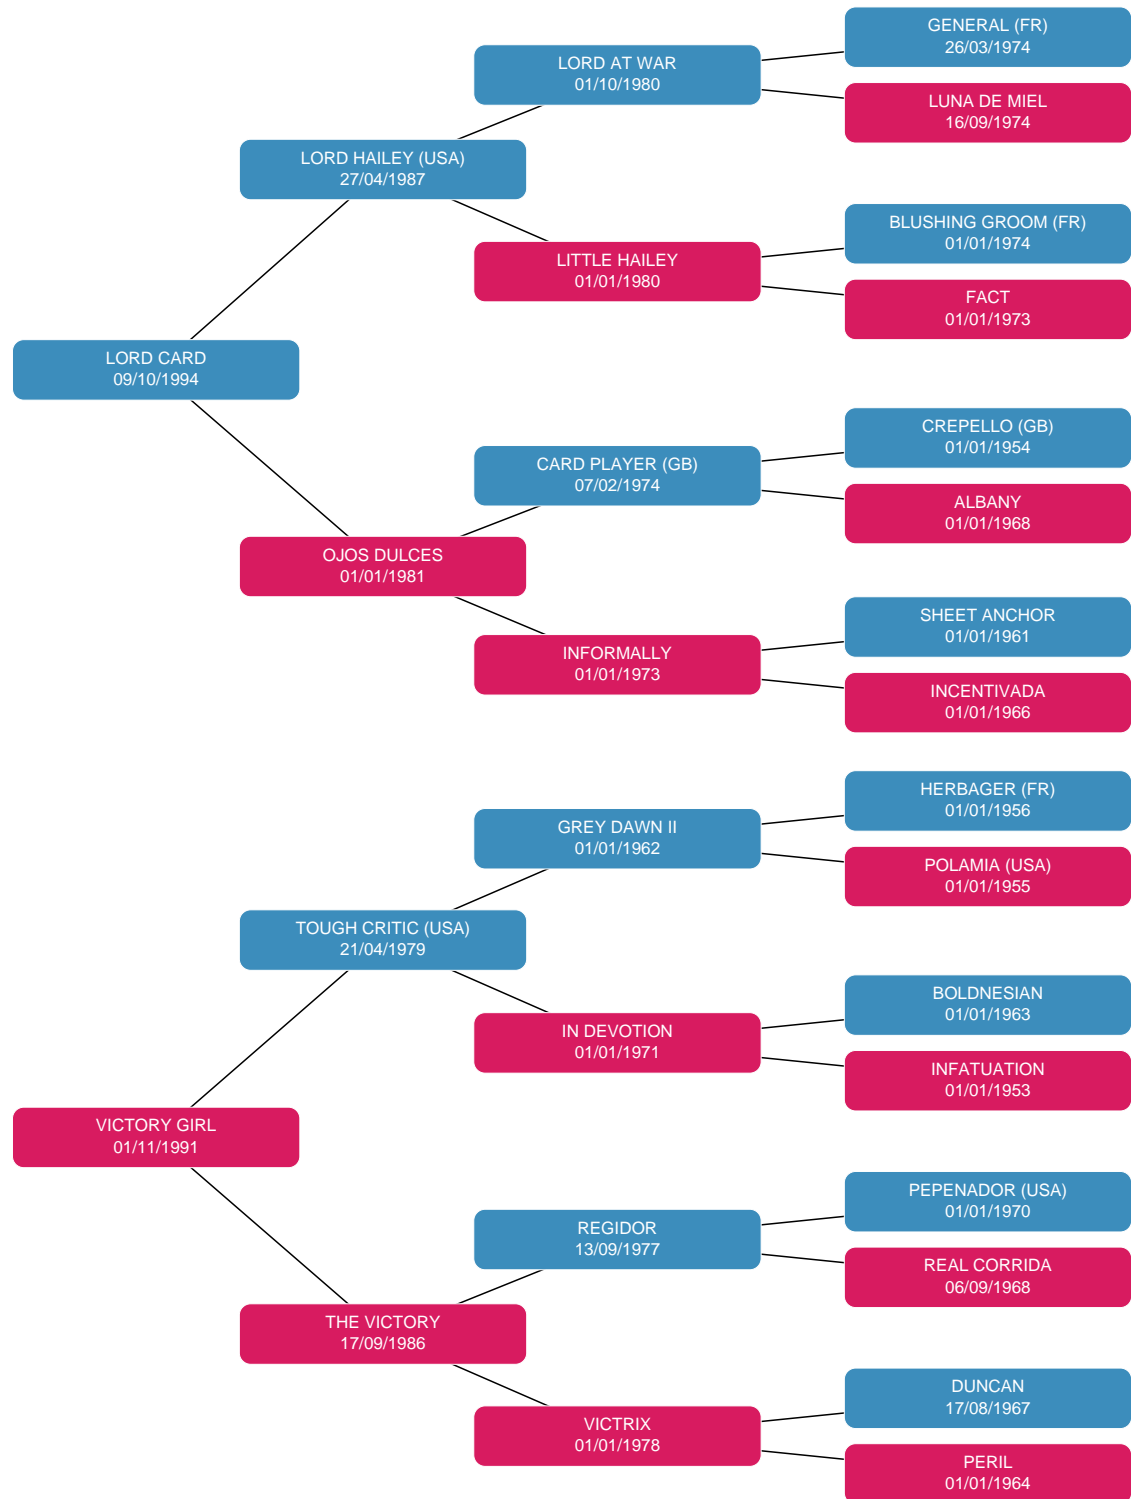 GENERAL (FR)
26/03/1974
LORD AT WAR
01/10/1980
LUNA DE MIEL
16/09/1974
LORD HAILEY (USA)
27/04/1987
BLUSHING GROOM (FR)
01/01/1974
LITTLE HAILEY
01/01/1980
FACT
01/01/1973
LORD CARD
09/10/1994
CREPELLO (GB)
01/01/1954
CARD PLAYER (GB)
07/02/1974
ALBANY
01/01/1968
OJOS DULCES
01/01/1981
SHEET ANCHOR
01/01/1961
INFORMALLY
01/01/1973
INCENTIVADA
01/01/1966
HERBAGER (FR)
01/01/1956
GREY DAWN II
01/01/1962
POLAMIA (USA)
01/01/1955
TOUGH CRITIC (USA)
21/04/1979
BOLDNESIAN
01/01/1963
IN DEVOTION
01/01/1971
INFATUATION
01/01/1953
VICTORY GIRL
01/11/1991
PEPENADOR (USA)
01/01/1970
REGIDOR
13/09/1977
REAL CORRIDA
06/09/1968
THE VICTORY
17/09/1986
DUNCAN
17/08/1967
VICTRIX
01/01/1978
PERIL
01/01/1964